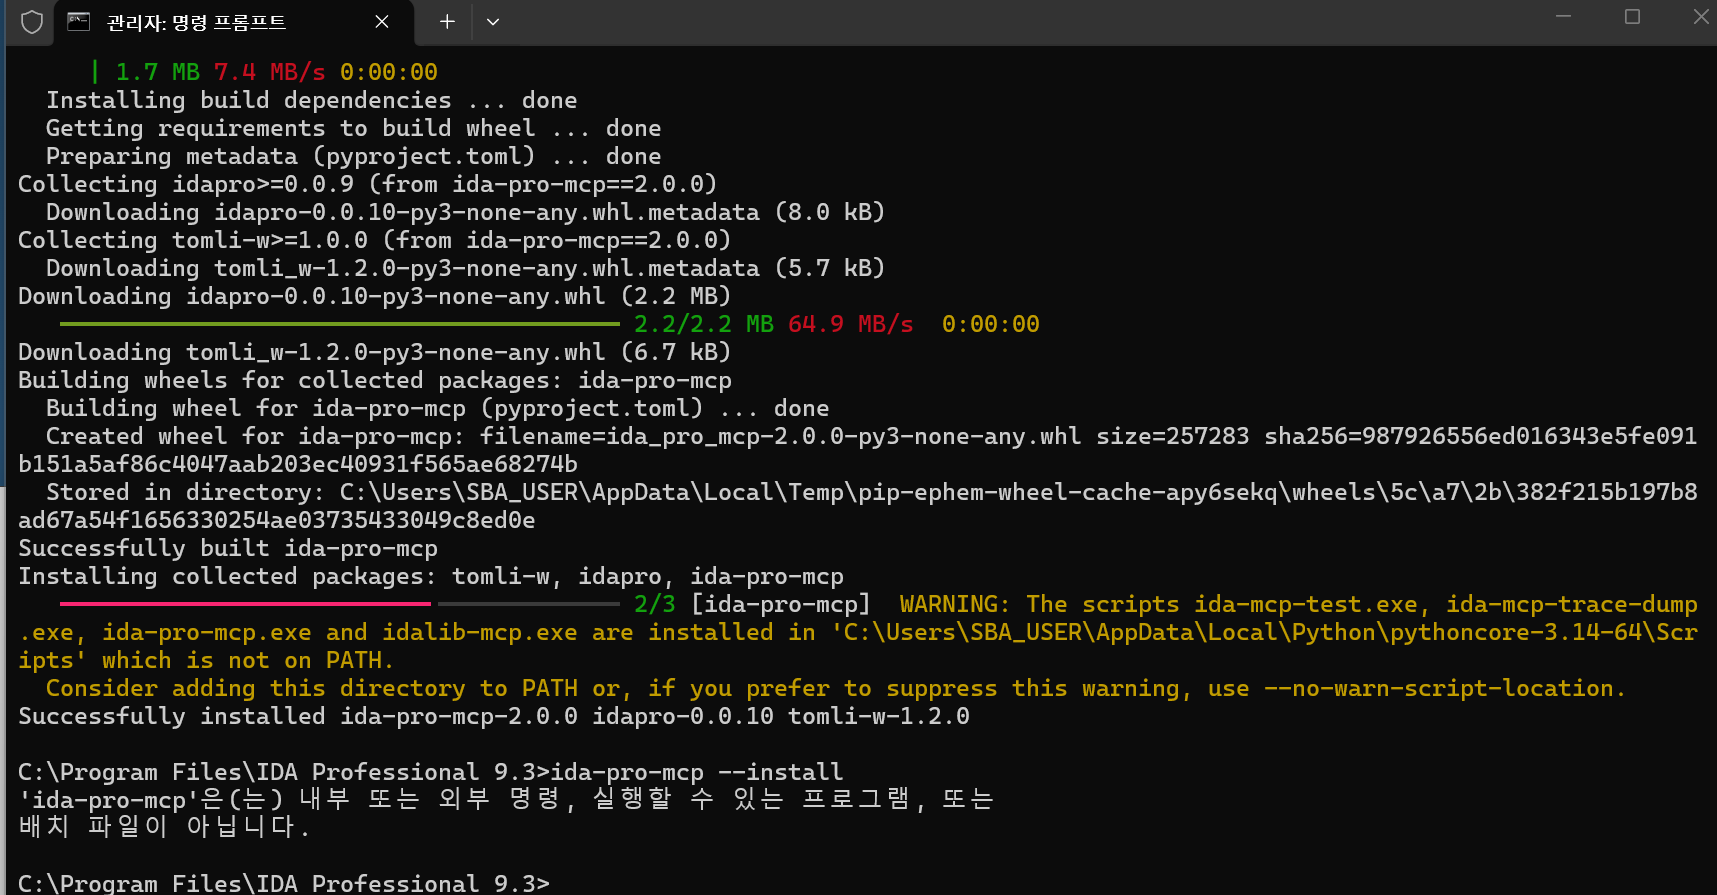 관리자: 명령 프롬프트
| 1.7 MB 7.4 MB/s 0:00:00
Installing build dependencies ... done
Getting requirements to build wheel ... done
Preparing metadata (pyproject.toml) ... done
Collecting idapro>=0.0.9 (from ida-pro-mcp==2.0.0)
Downloading idapro-0.0.10-py3-none-any.whl.metadata (8.0 kB)
Collecting tomli-w>=1.0.0 (from ida-pro-mcp==2.0.0)
Downloading tomli_w-1.2.0-py3-none-any.whl.metadata (5.7 kB)
Downloading idapro-0.0.10-py3-none-any.whl (2.2 MB)
2.2/2.2 MB 64.9 MB/s  0:00:00
Downloading tomli_w-1.2.0-py3-none-any.whl (6.7 kB)
Building wheels for collected packages: ida-pro-mcp
Building wheel for ida-pro-mcp (pyproject.toml) ... done
Created wheel for ida-pro-mcp: filename=ida_pro_mcp-2.0.0-py3-none-any.whl size=257283 sha256=987926556ed016343e5fe091
b151a5af86c4047aab203ec40931f565ae68274b
Stored in directory: C:\Users\SBA_USER\AppData\Local\Temp\pip-ephem-wheel-cache-apy6sekq\wheels\5c\a7\2b\382f215b197b8
ad67a54f1656330254ae03735433049c8ed0e
Successfully built ida-pro-mcp
Installing collected packages: tomli-w, idapro, ida-pro-mcp
2/3 [ida-pro-mcp]  WARNING: The scripts ida-mcp-test.exe, ida-mcp-trace-dump
.exe, ida-pro-mcp.exe and idalib-mcp.exe are installed in 'C:\Users\SBA_USER\AppData\Local\Python\pythoncore-3.14-64\Scr
ipts' which is not on PATH.
Consider adding this directory to PATH or, if you prefer to suppress this warning, use --no-warn-script-location.
Successfully installed ida-pro-mcp-2.0.0 idapro-0.0.10 tomli-w-1.2.0
C:\Program Files\IDA Professional 9.3>ida-pro-mcp --install
'ida-pro-mcp'은(는) 내부 또는 외부 명령, 실행할 수 있는 프로그램, 또는
배치 파일이 아닙니다.
C:\Program Files\IDA Professional 9.3>